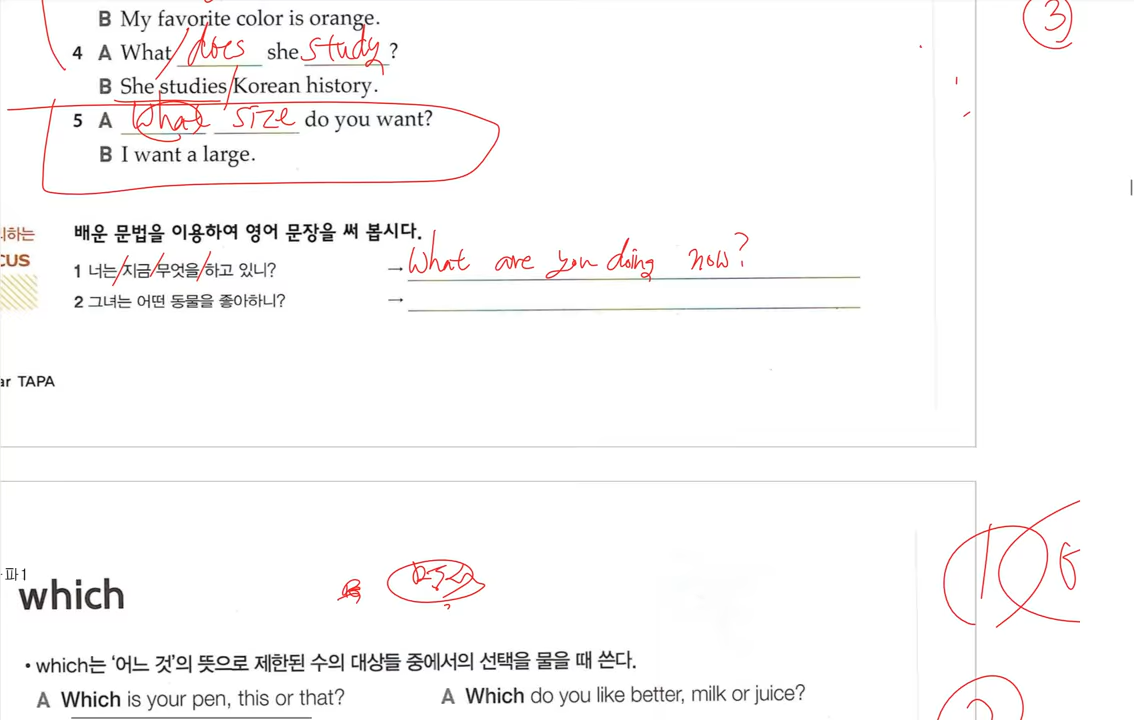 B My favorite color is orange.
③
4 A What does she study?
B She studies Korean history.
5 A What size do you want?
B I want a large.
배운 문법을 이용하여 영어 문장을 써 봅시다.
CUS
1 너는/지금/무엇을/하고 있니? → What are you doing now?
2 그녀는 어떤 동물을 좋아하니? →
ar TAPA
파1
which
• which는 ‘어느 것’의 뜻으로 제한된 수의 대상들 중에서의 선택을 물을 때 쓴다.
A Which is your pen, this or that? A Which do you like better, milk or juice?